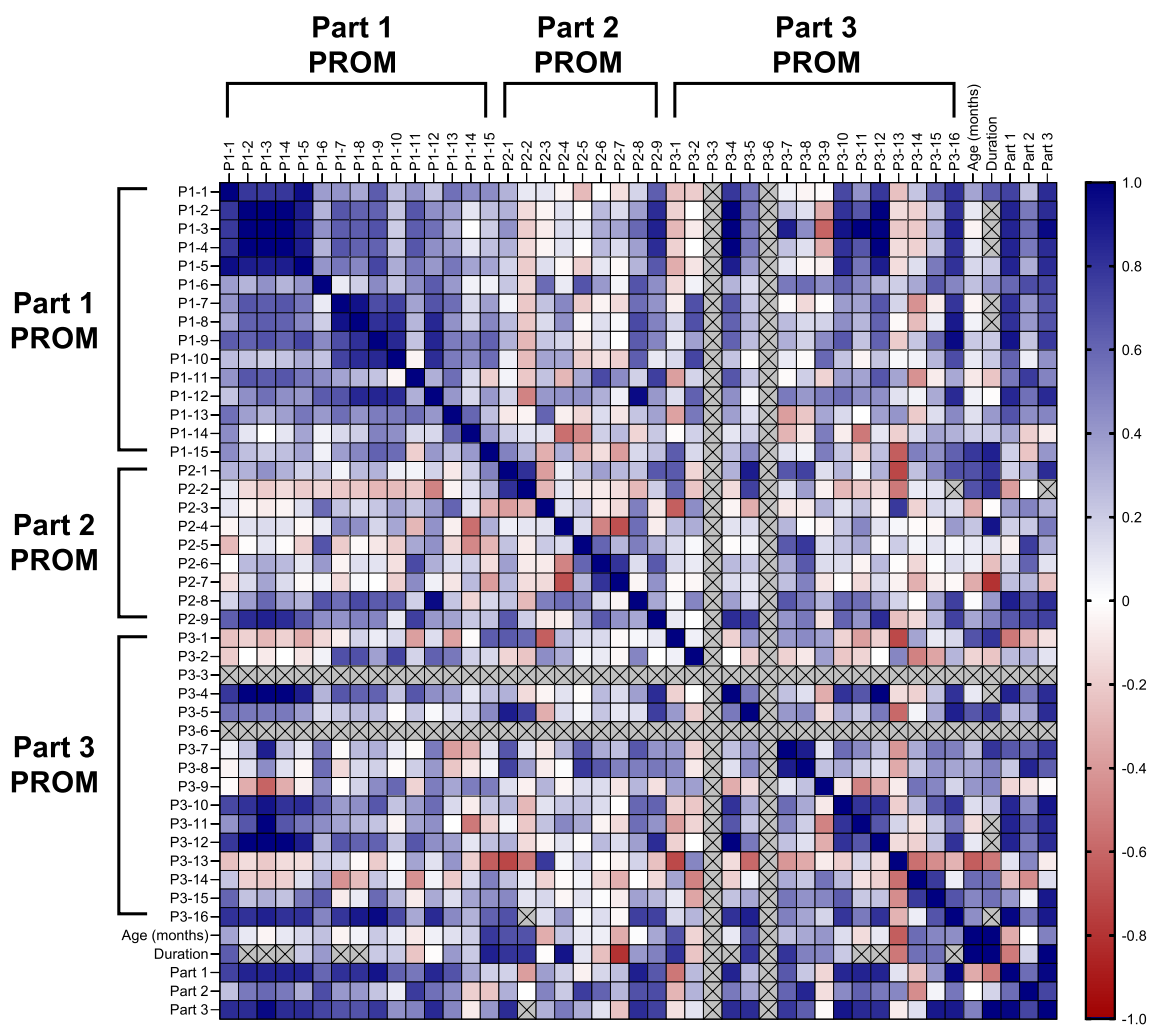 Part 1
PROM
Part 2
PROM
Part 3
PROM
P1-1
P1-2
P1-3
P1-4
P1-5
P1-6
P1-7
P1-8
P1-9
P1-10
P1-11
P1-12
P1-13
P1-14
P1-15
P2-1
P2-2
P2-3
P2-4
P2-5
P2-6
P2-7
P2-8
P2-9
P3-1
P3-2
P3-3
P3-4
P3-5
P3-6
P3-7
P3-8
P3-9
P3-10
P3-11
P3-12
P3-13
P3-14
P3-15
P3-16
Age (months)
Duration
Part 1
Part 2
Part 3
Part 1
PROM
Part 2
PROM
Part 3
PROM
P1-1
P1-2
P1-3
P1-4
P1-5
P1-6
P1-7
P1-8
P1-9
P1-10
P1-11
P1-12
P1-13
P1-14
P1-15
P2-1
P2-2
P2-3
P2-4
P2-5
P2-6
P2-7
P2-8
P2-9
P3-1
P3-2
P3-3
P3-4
P3-5
P3-6
P3-7
P3-8
P3-9
P3-10
P3-11
P3-12
P3-13
P3-14
P3-15
P3-16
Age (months)
Duration
Part 1
Part 2
Part 3
1.0
0.8
0.6
0.4
0.2
0
-0.2
-0.4
-0.6
-0.8
-1.0